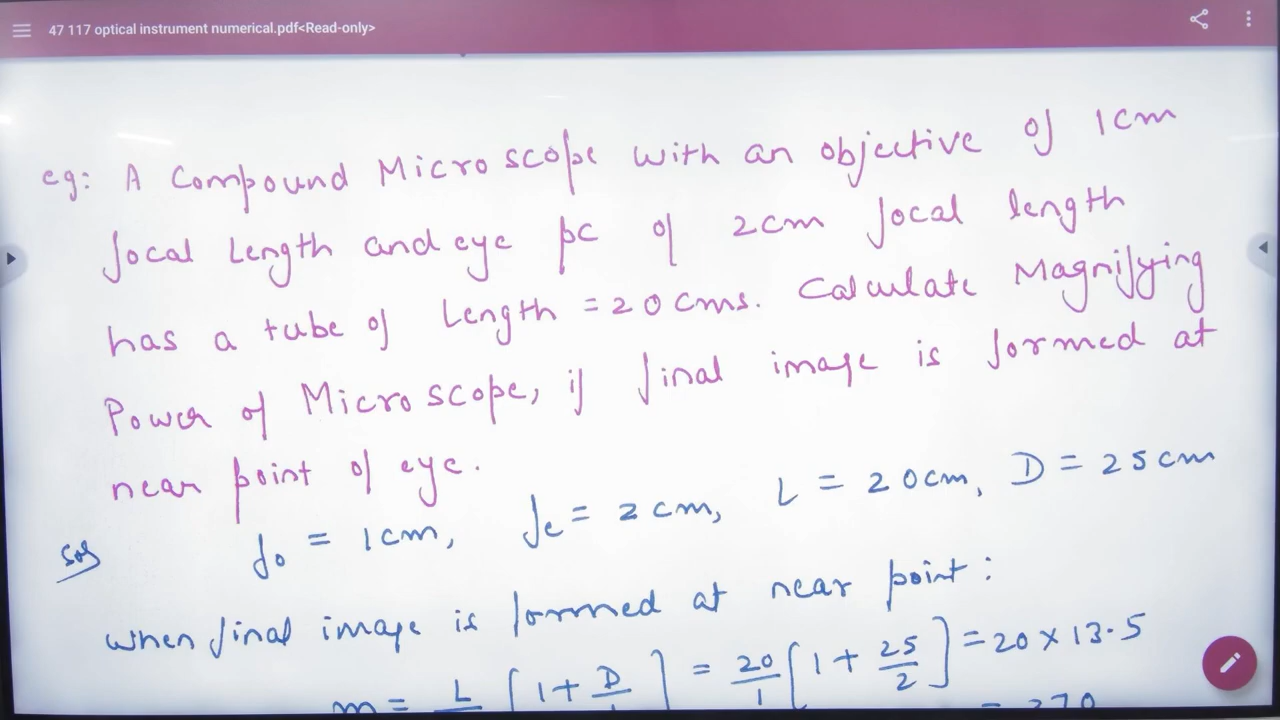 47 117 optical instrument numerical.pdf<Read-only>
eg: A Compound Microscope with an objective of 1cm
focal Length and eye pc of 2cm focal length
has a tube of Length = 20cms. Calculate Magnifying
Power of Microscope, if final image is formed at
near point of eye.
Sol f₀ = 1cm, fe = 2cm, L = 20cm, D = 25cm
when final image is formed at near point:
m = L [1 + D ] = 20/1 [1 + 25/2] = 20 × 13.5
= 270